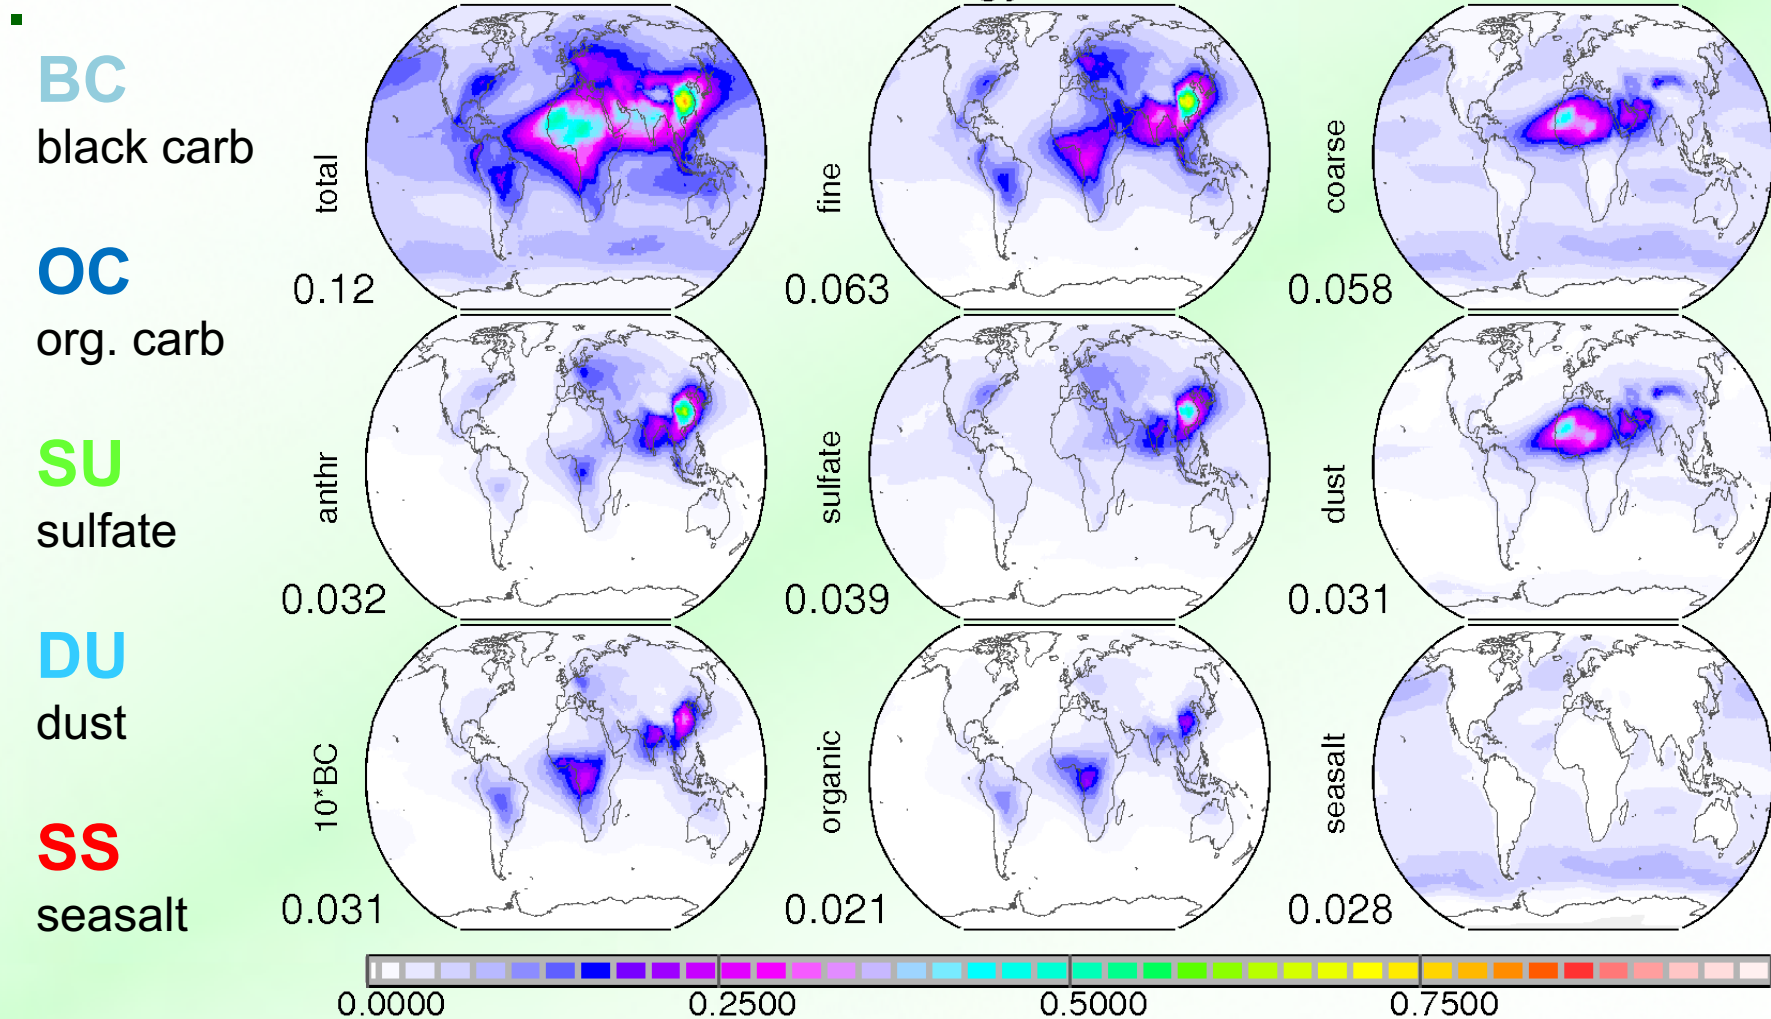 BC
black carb
OC
org. carb
SU
sulfate
DU
dust
SS
seasalt
total
0.12
fine
0.063
coarse
0.058
anthr
0.032
sulfate
0.039
dust
0.031
10*BC
0.031
organic
0.021
seasalt
0.028
0.0000
0.2500
0.5000
0.7500